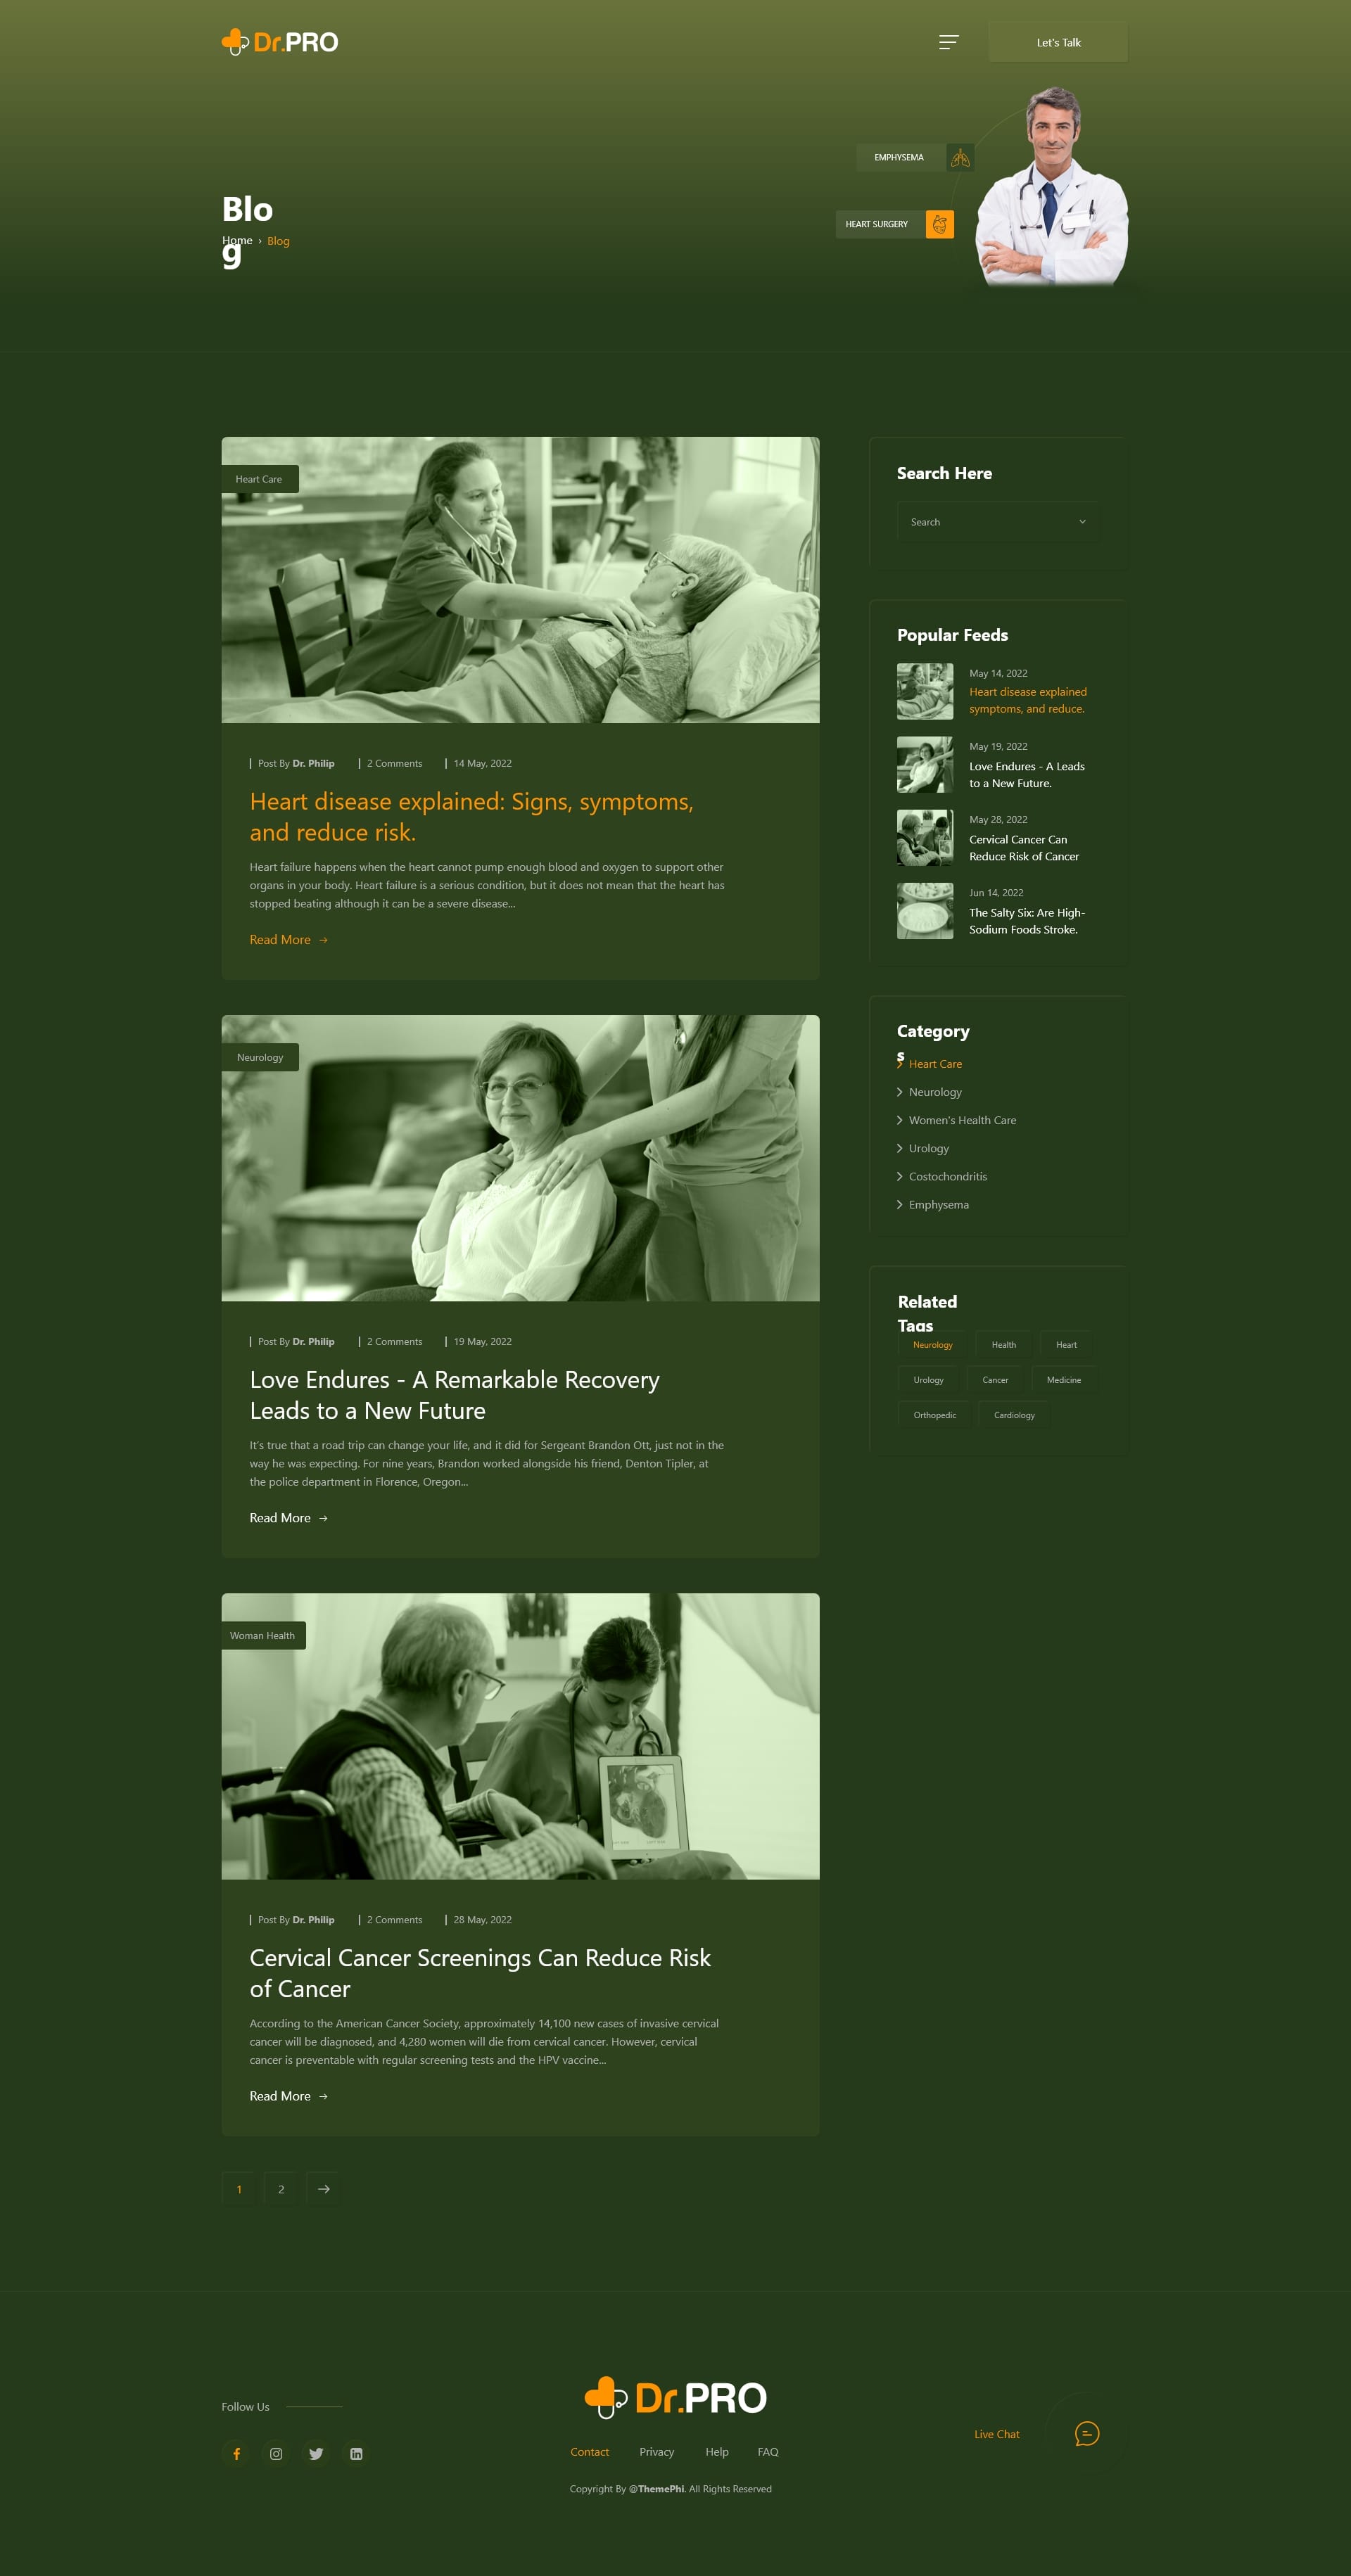 Dr.PRO
Let's Talk
EMPHYSEMA
HEART SURGERY
Blo
g
Home › Blog
Heart Care
Post By Dr. Philip
2 Comments
14 May, 2022
Heart disease explained: Signs, symptoms,
and reduce risk.
Heart failure happens when the heart cannot pump enough blood and oxygen to support other
organs in your body. Heart failure is a serious condition, but it does not mean that the heart has
stopped beating although it can be a severe disease...
Read More →
Neurology
Post By Dr. Philip
2 Comments
19 May, 2022
Love Endures - A Remarkable Recovery
Leads to a New Future
It's true that a road trip can change your life, and it did for Sergeant Brandon Ott, just not in the
way he was expecting. For nine years, Brandon worked alongside his friend, Denton Tipler, at
the police department in Florence, Oregon...
Read More →
Woman Health
Post By Dr. Philip
2 Comments
28 May, 2022
Cervical Cancer Screenings Can Reduce Risk
of Cancer
According to the American Cancer Society, approximately 14,100 new cases of invasive cervical
cancer will be diagnosed, and 4,280 women will die from cervical cancer. However, cervical
cancer is preventable with regular screening tests and the HPV vaccine...
Read More →
1
2
→
Search Here
Search
Popular Feeds
May 14, 2022
Heart disease explained
symptoms, and reduce.
May 19, 2022
Love Endures - A Leads
to a New Future.
May 28, 2022
Cervical Cancer Can
Reduce Risk of Cancer
Jun 14, 2022
The Salty Six: Are High-
Sodium Foods Stroke.
Category
s
Heart Care
Neurology
Women's Health Care
Urology
Costochondritis
Emphysema
Related
Tags
Neurology
Health
Heart
Urology
Cancer
Medicine
Orthopedic
Cardiology
Follow Us
Dr.PRO
Contact
Privacy
Help
FAQ
Copyright By @ThemePhi. All Rights Reserved
Live Chat